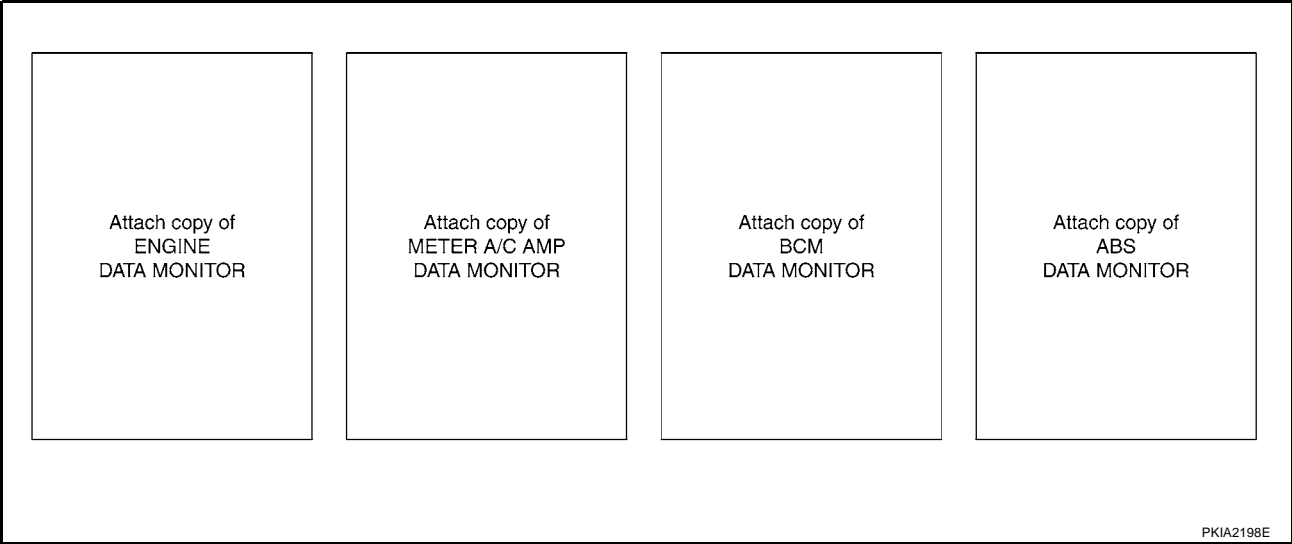 Attach copy of
ENGINE
DATA MONITOR
Attach copy of
METER A/C AMP
DATA MONITOR
Attach copy of
BCM
DATA MONITOR
Attach copy of
ABS
DATA MONITOR
PKIA2198E